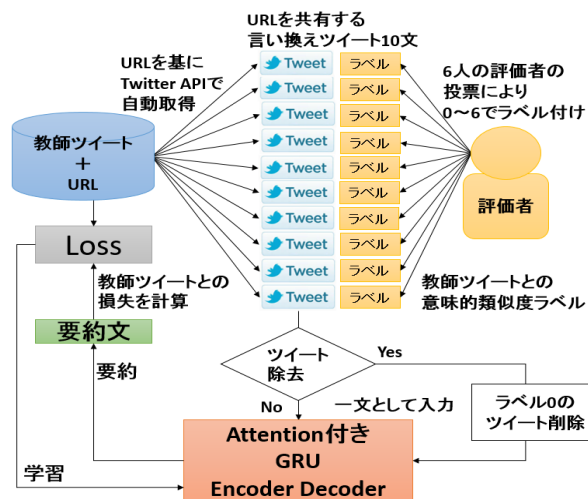 URLを共有する
言い換えツイート10文
URLを基に
Twitter APIで
自動取得
6人の評価者の
投票により
0～6でラベル付け
教師ツイート
＋
URL
Tweet ラベル
Tweet ラベル
Tweet ラベル
Tweet ラベル
Tweet ラベル
Tweet ラベル
Tweet ラベル
Tweet ラベル
Tweet ラベル
Tweet ラベル
評価者
Loss
教師ツイートとの
損失を計算
教師ツイートとの
意味的類似度ラベル
要約文
要約
ツイート
除去
Yes
No
一文として入力
ラベル0の
ツイート削除
Attention付き
GRU
Encoder Decoder
学習